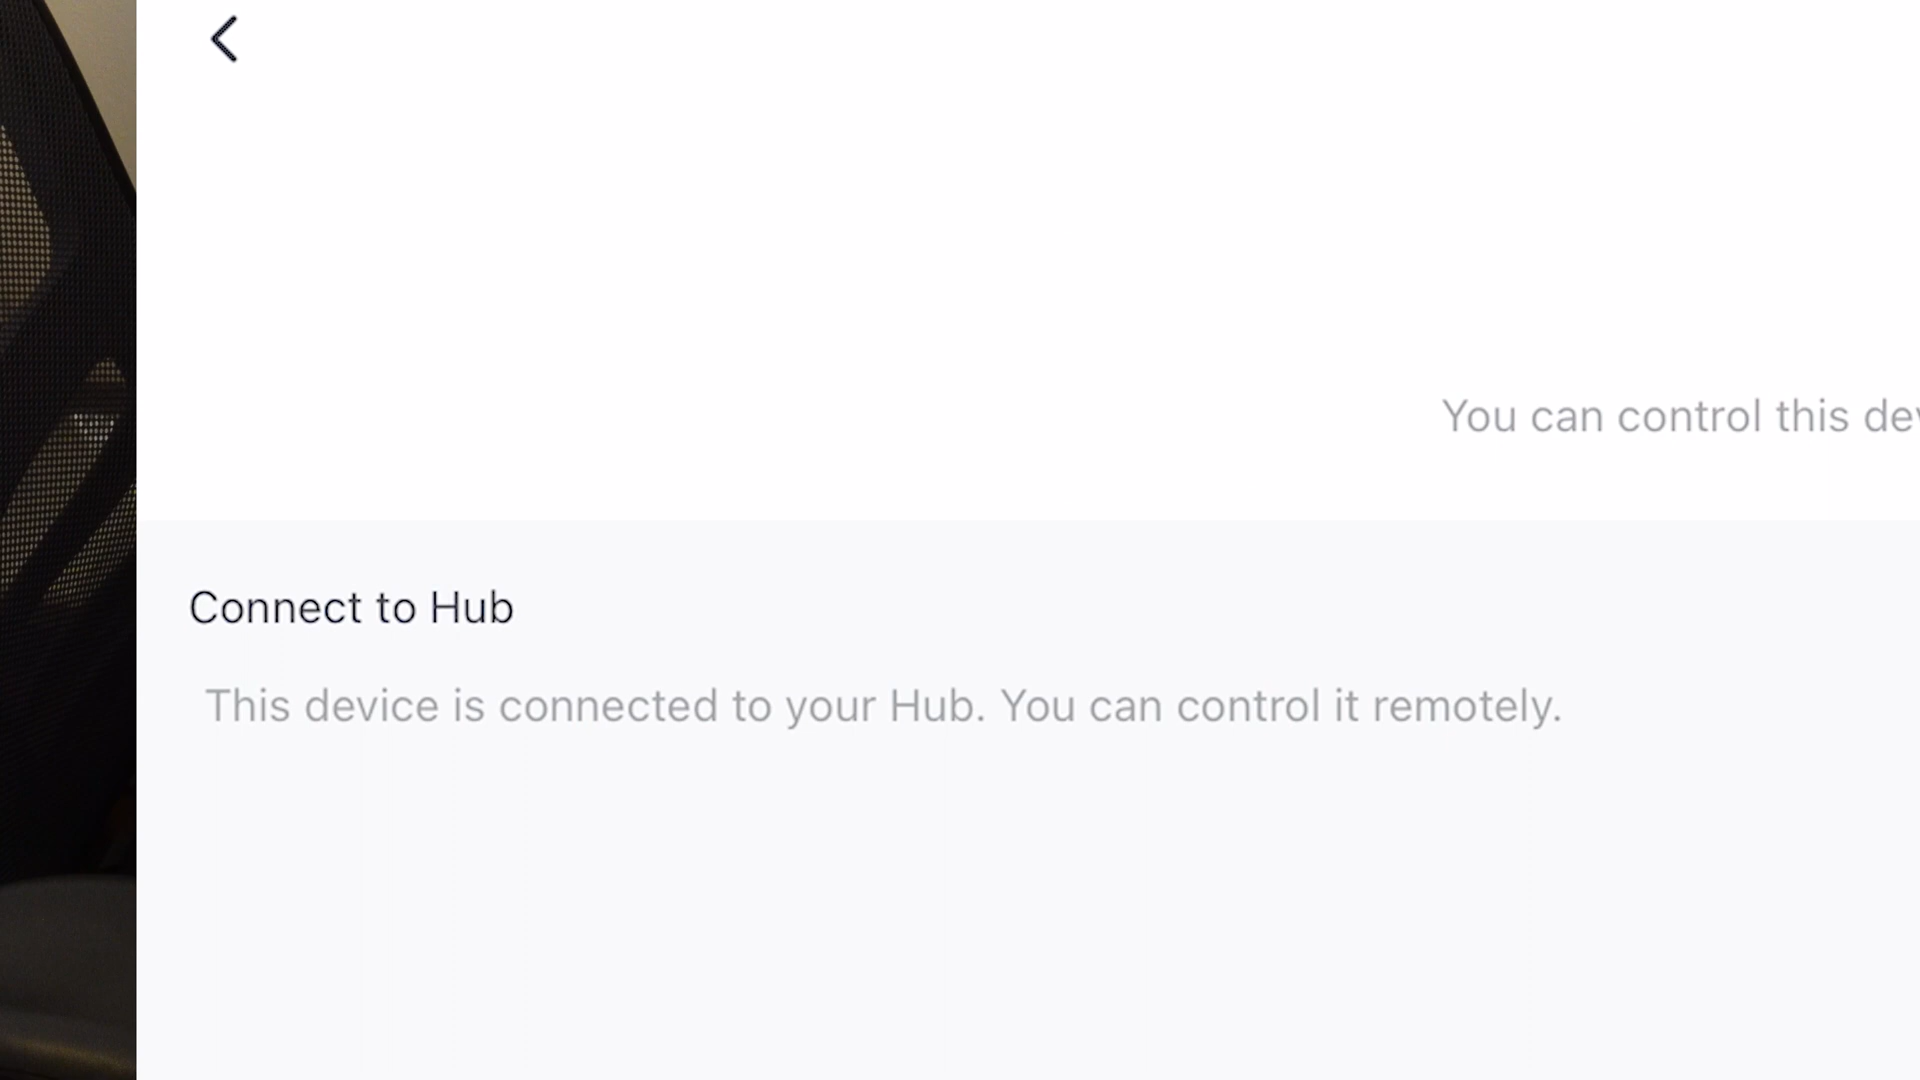 You can control this
Connect to Hub
This device is connected to your Hub. You can control it remotely.